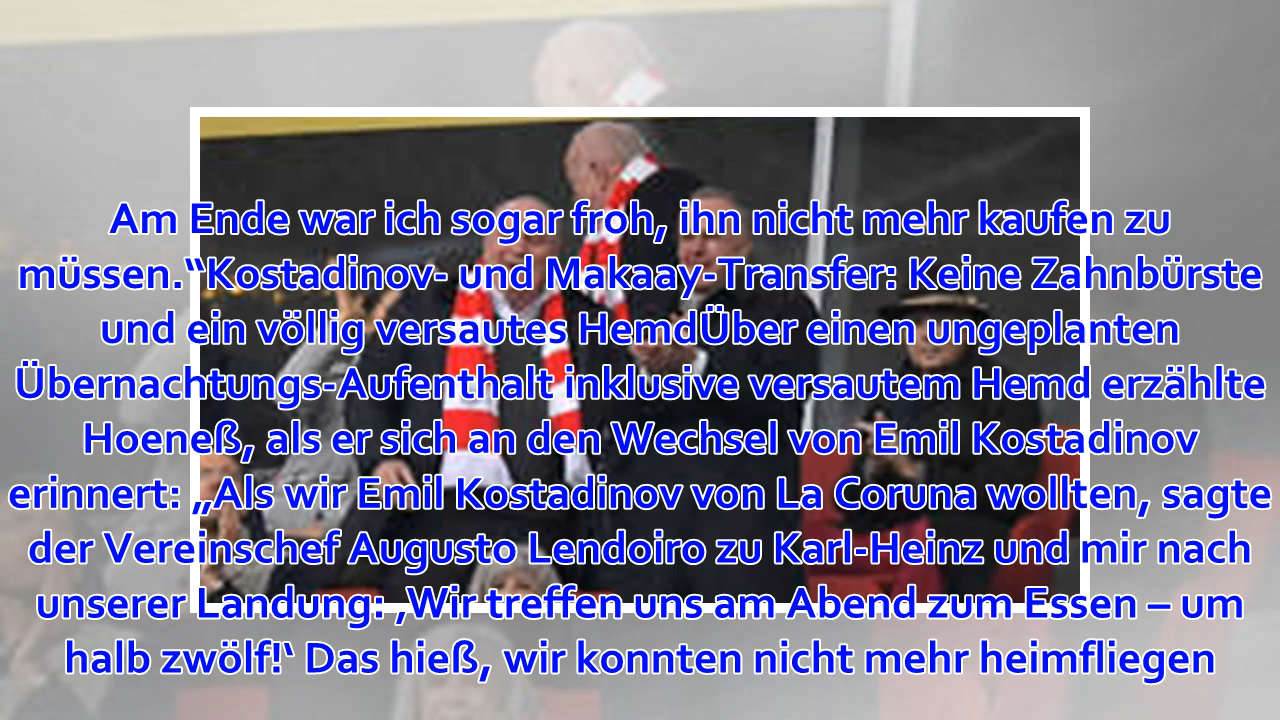 Am Ende war ich sogar froh, ihn nicht mehr kaufen zu
müssen.“Kostadinov- und Makaay-Transfer: Keine Zahnbürste
und ein völlig versautes HemdÜber einen ungeplanten
Übernachtungs-Aufenthalt inklusive versautem Hemd erzählte
Hoeneß, als er sich an den Wechsel von Emil Kostadinov
erinnert: „Als wir Emil Kostadinov von La Coruna wollten, sagte
der Vereinschef Augusto Lendoiro zu Karl-Heinz und mir nach
unserer Landung: ‚Wir treffen uns am Abend zum Essen – um
halb zwölf!‘ Das hieß, wir konnten nicht mehr heimfliegen